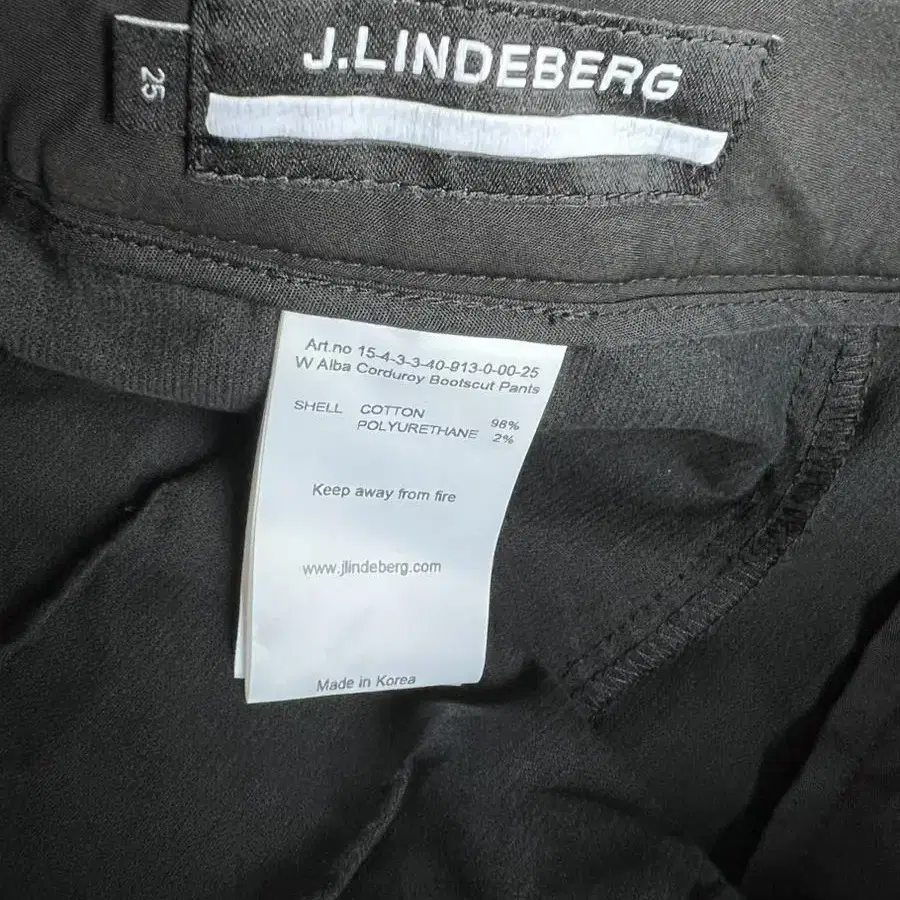 J.LINDEBERG
25
Art.no 15-4-3-3-40-913-0-00-25
W Alba Corduroy Bootscut Pants
SHELL COTTON 98%
POLYURETHANE 2%
Keep away from fire
www.jlindeberg.com
Made in Korea